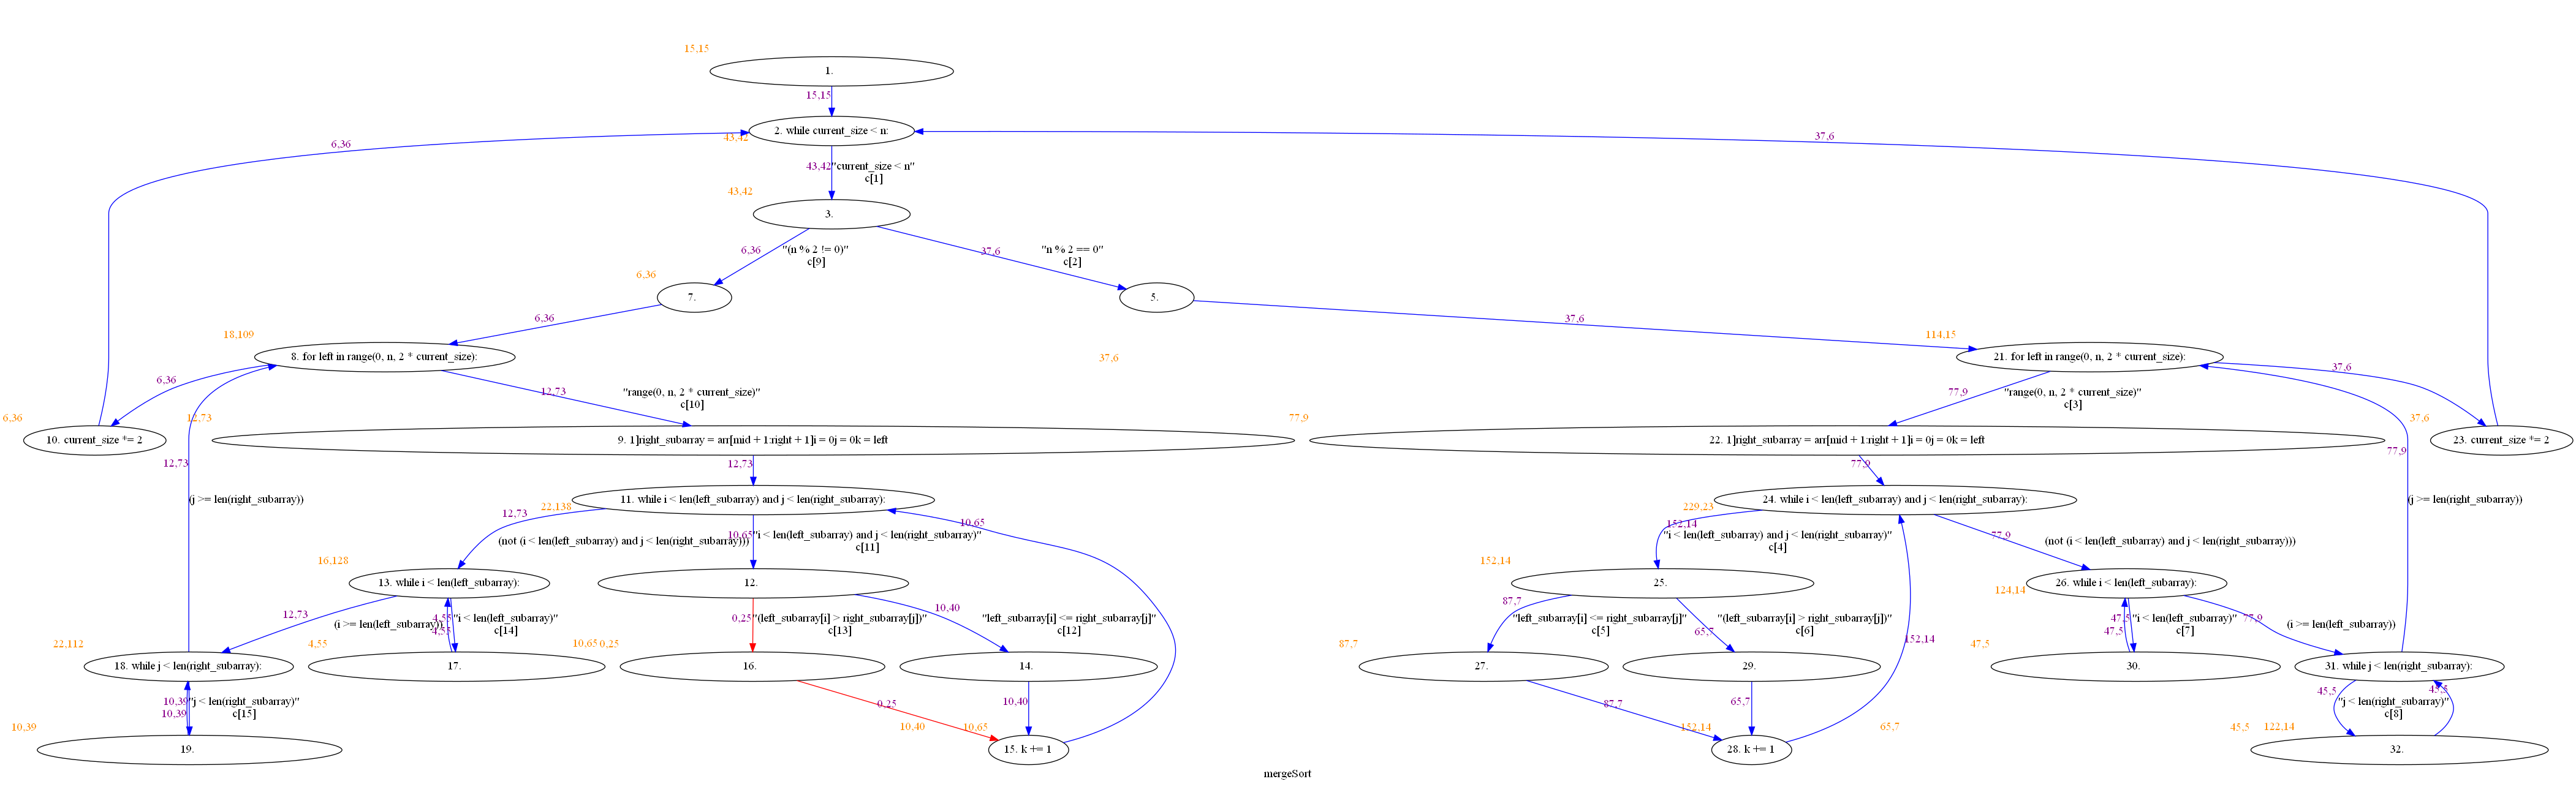 15,15
1.
15,15
2. while current_size < n:
43,42
6,36
37,6
43,42
"current_size < n"
c[1]
43,42
3.
6,36
"(n % 2 != 0)"
c[9]
37,6
"n % 2 == 0"
c[2]
6,36
7.
5.
6,36
37,6
18,109
8. for left in range(0, n, 2 * current_size):
37,6
114,15
21. for left in range(0, n, 2 * current_size):
6,36
12,73
"range(0, n, 2 * current_size)"
c[10]
77,9
"range(0, n, 2 * current_size)"
c[3]
37,6
6,36
10. current_size *= 2
12,73
9. 1]right_subarray = arr[mid + 1:right + 1]i = 0j = 0k = left
77,9
22. 1]right_subarray = arr[mid + 1:right + 1]i = 0j = 0k = left
37,6
23. current_size *= 2
12,73
12,73
77,9
77,9
(j >= len(right_subarray))
22,138
11. while i < len(left_subarray) and j < len(right_subarray):
229,23
24. while i < len(left_subarray) and j < len(right_subarray):
(j >= len(right_subarray))
12,73
(not (i < len(left_subarray) and j < len(right_subarray)))
10,65
"i < len(left_subarray) and j < len(right_subarray)"
c[11]
10,65
152,14
"i < len(left_subarray) and j < len(right_subarray)"
c[4]
77,9
(not (i < len(left_subarray) and j < len(right_subarray)))
16,128
13. while i < len(left_subarray):
12.
152,14
25.
124,14
26. while i < len(left_subarray):
12,73
(i >= len(left_subarray))
4,55
4,55
"i < len(left_subarray)"
c[14]
0,25
"(left_subarray[i] > right_subarray[j])"
c[13]
10,40
"left_subarray[i] <= right_subarray[j]"
c[12]
87,7
"left_subarray[i] <= right_subarray[j]"
c[5]
65,7
"(left_subarray[i] > right_subarray[j])"
c[6]
152,14
47,5
47,5
"i < len(left_subarray)"
c[7]
77,9
(i >= len(left_subarray))
22,112
18. while j < len(right_subarray):
4,55
17.
10,65
0,25
16.
14.
87,7
27.
29.
47,5
30.
31. while j < len(right_subarray):
10,39
10,39
"j < len(right_subarray)"
c[15]
0,25
10,40
87,7
65,7
45,5
"j < len(right_subarray)"
c[8]
45,5
10,39
19.
10,40
10,65
15. k += 1
152,14
28. k += 1
65,7
45,5
122,14
32.
mergeSort